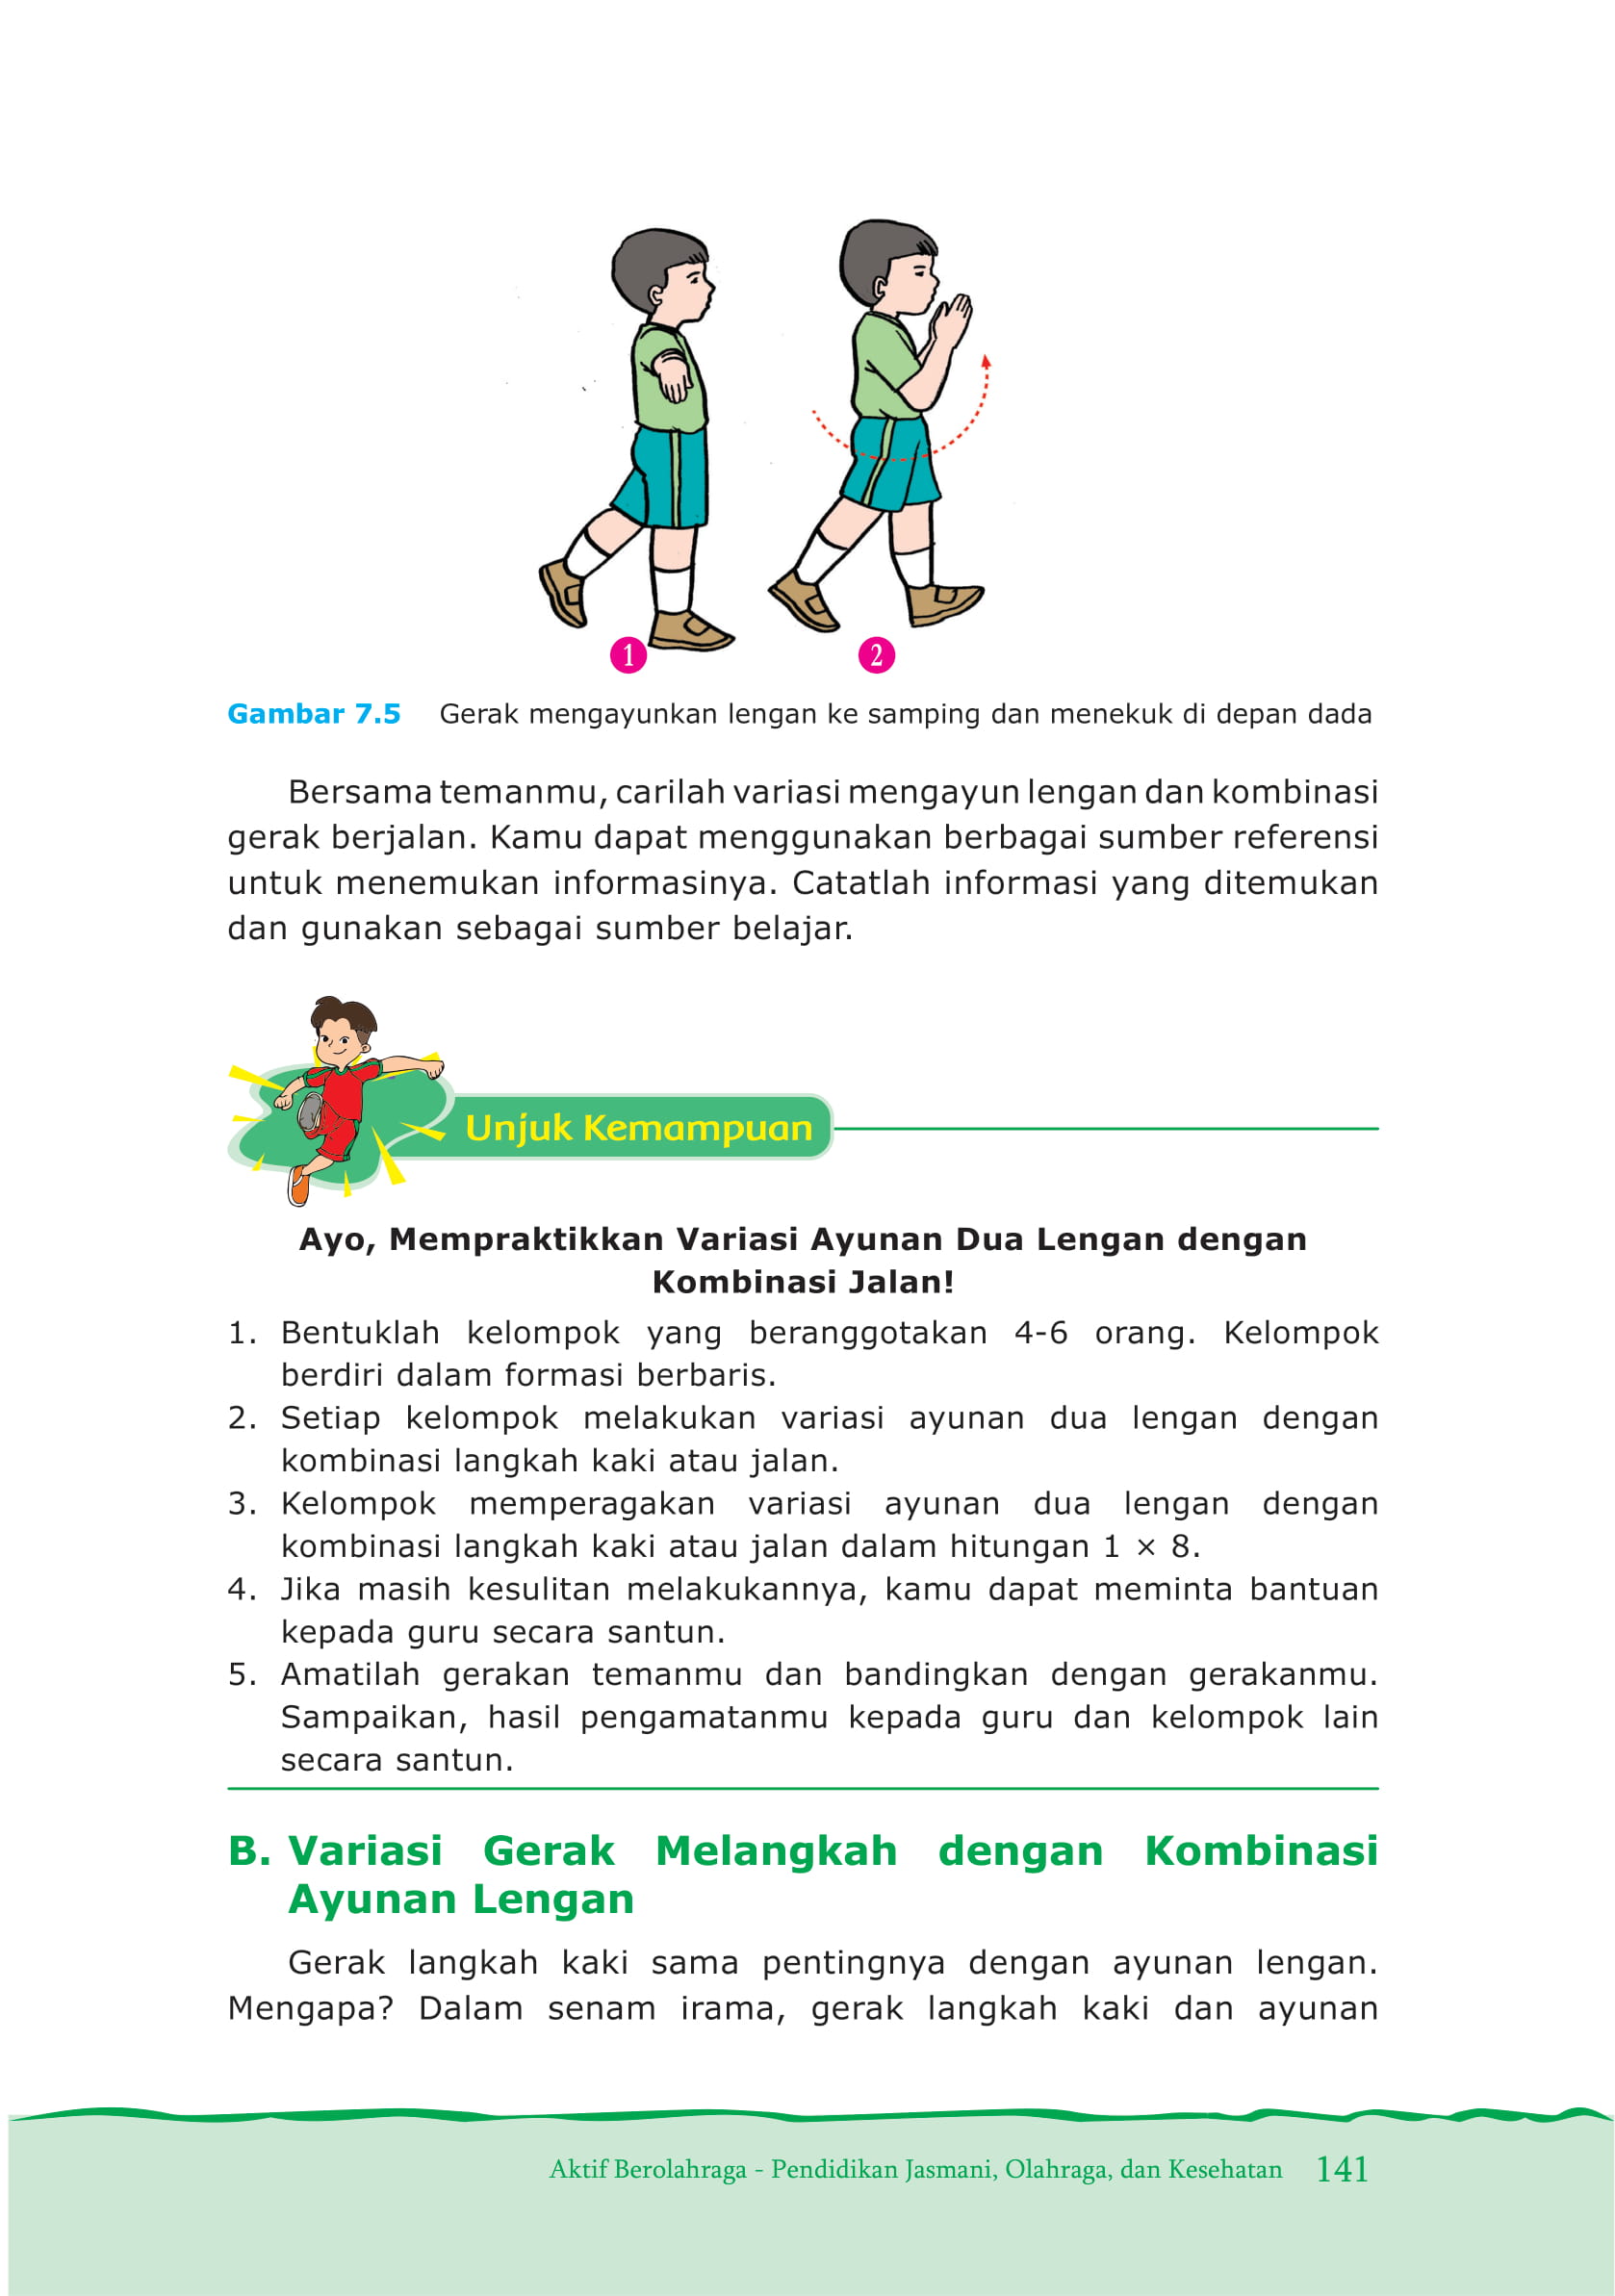 1
2
Gambar 7.5 Gerak mengayunkan lengan ke samping dan menekuk di depan dada
Bersama temanmu, carilah variasi mengayun lengan dan kombinasi
gerak berjalan. Kamu dapat menggunakan berbagai sumber referensi
untuk menemukan informasinya. Catatlah informasi yang ditemukan
dan gunakan sebagai sumber belajar.
Unjuk Kemampuan
Ayo, Mempraktikkan Variasi Ayunan Dua Lengan dengan
Kombinasi Jalan!
1. Bentuklah kelompok yang beranggotakan 4-6 orang. Kelompok
berdiri dalam formasi berbaris.
2. Setiap kelompok melakukan variasi ayunan dua lengan dengan
kombinasi langkah kaki atau jalan.
3. Kelompok memperagakan variasi ayunan dua lengan dengan
kombinasi langkah kaki atau jalan dalam hitungan 1 × 8.
4. Jika masih kesulitan melakukannya, kamu dapat meminta bantuan
kepada guru secara santun.
5. Amatilah gerakan temanmu dan bandingkan dengan gerakanmu.
Sampaikan, hasil pengamatanmu kepada guru dan kelompok lain
secara santun.
B. Variasi Gerak Melangkah dengan Kombinasi
Ayunan Lengan
Gerak langkah kaki sama pentingnya dengan ayunan lengan.
Mengapa? Dalam senam irama, gerak langkah kaki dan ayunan
Aktif Berolahraga - Pendidikan Jasmani, Olahraga, dan Kesehatan 141